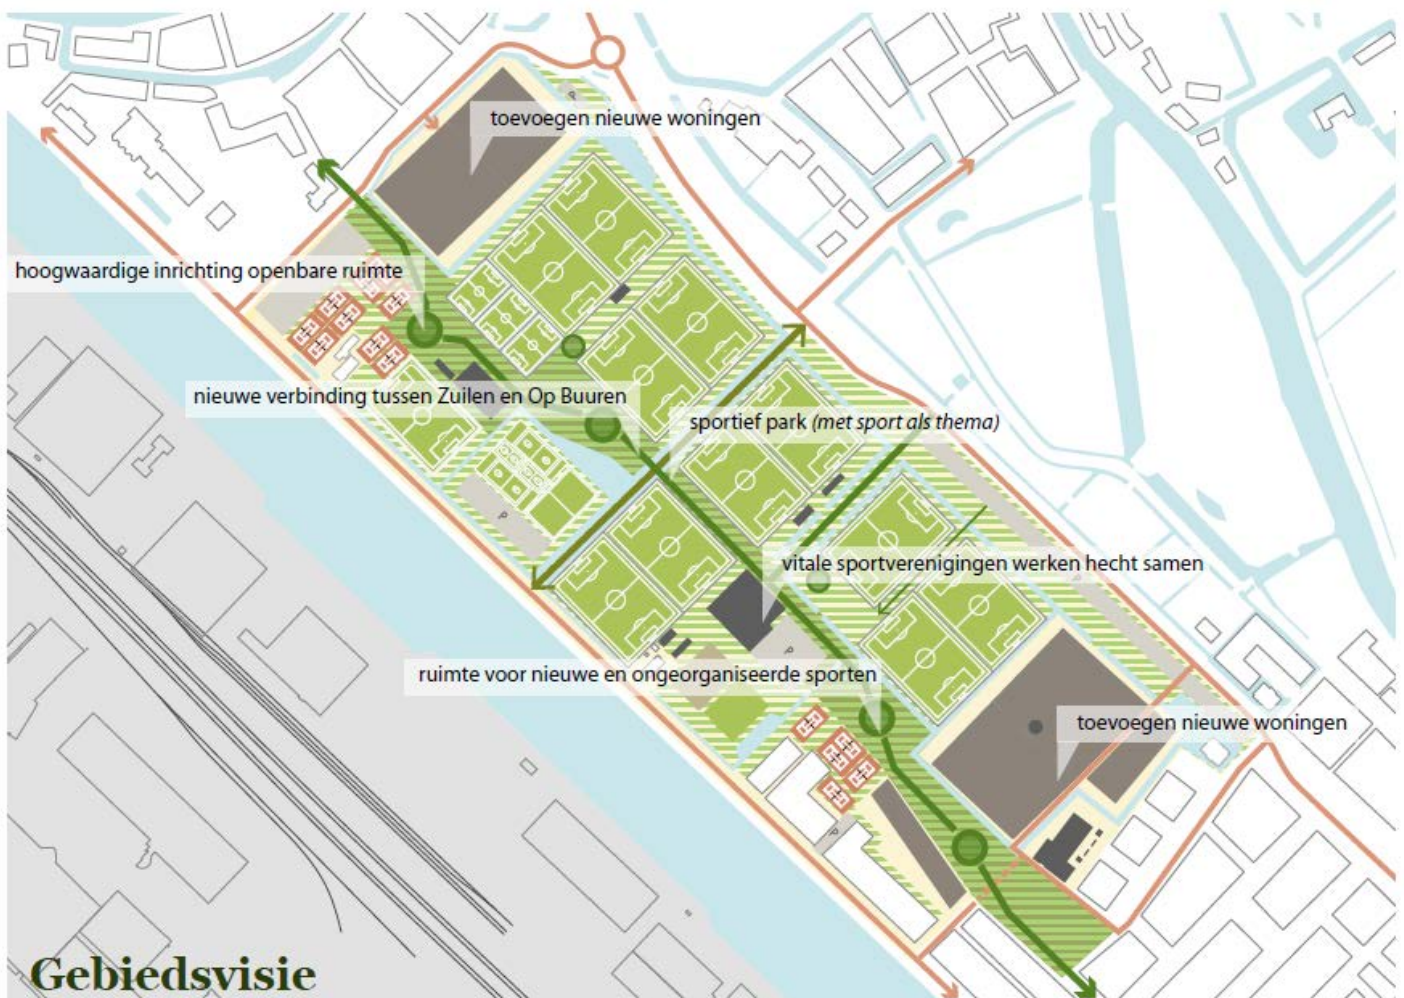 P
toevoegen nieuwe woningen
hoogwaardige inrichting openbare ruimte
nieuwe verbinding tussen Zuilen en Op Buuren
sportief park (met sport als thema)
P
vitale sportverenigingen werken hecht samen
P
P
ruimte voor nieuwe en ongeorganiseerde sporten
toevoegen nieuwe woningen
P
Gebiedsvisie